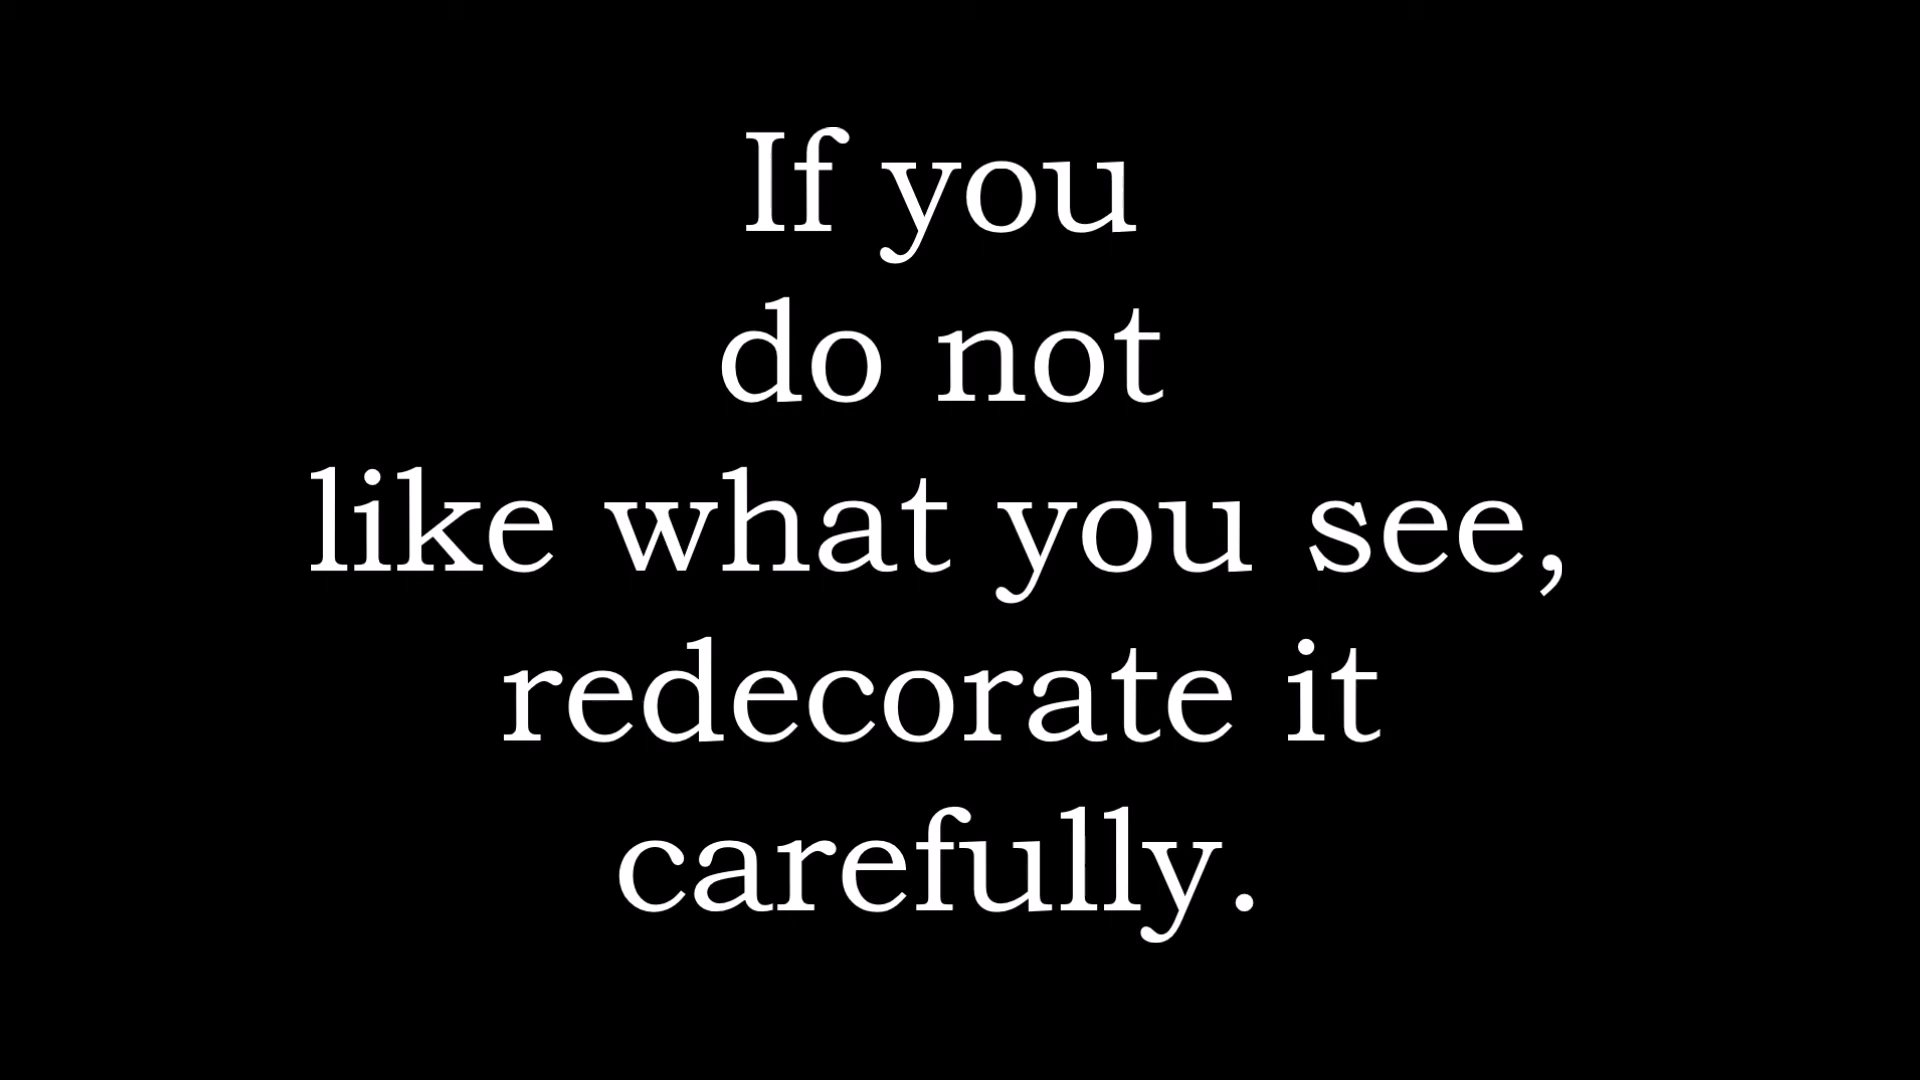 If you
do not
like what you see,
redecorate it
carefully.